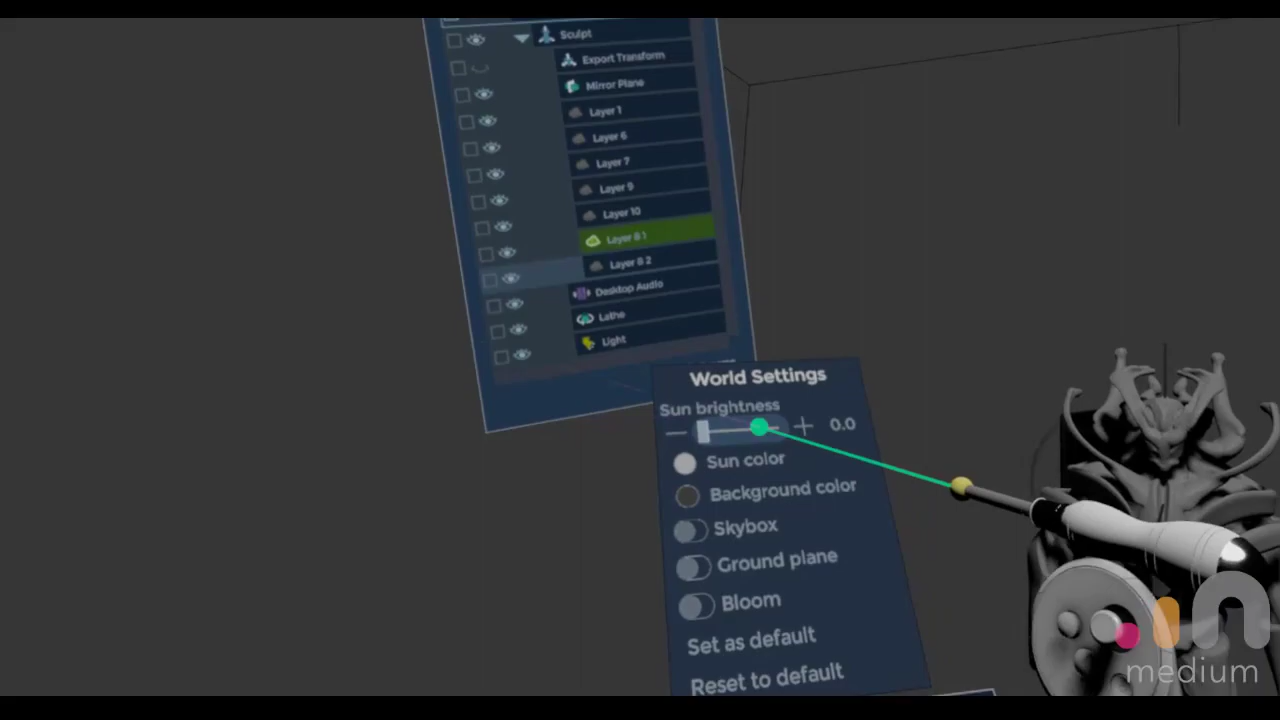 Sculpt
Export Transform
Mirror Plane
Layer 1
Layer 6
Layer 7
Layer 9
Layer 10
Layer 8 1
Layer 8 2
Desktop Audio
Lathe
Light
World Settings
Sun brightness
0.0
Sun color
Background color
Skybox
Ground plane
Bloom
Set as default
Reset to default
medium